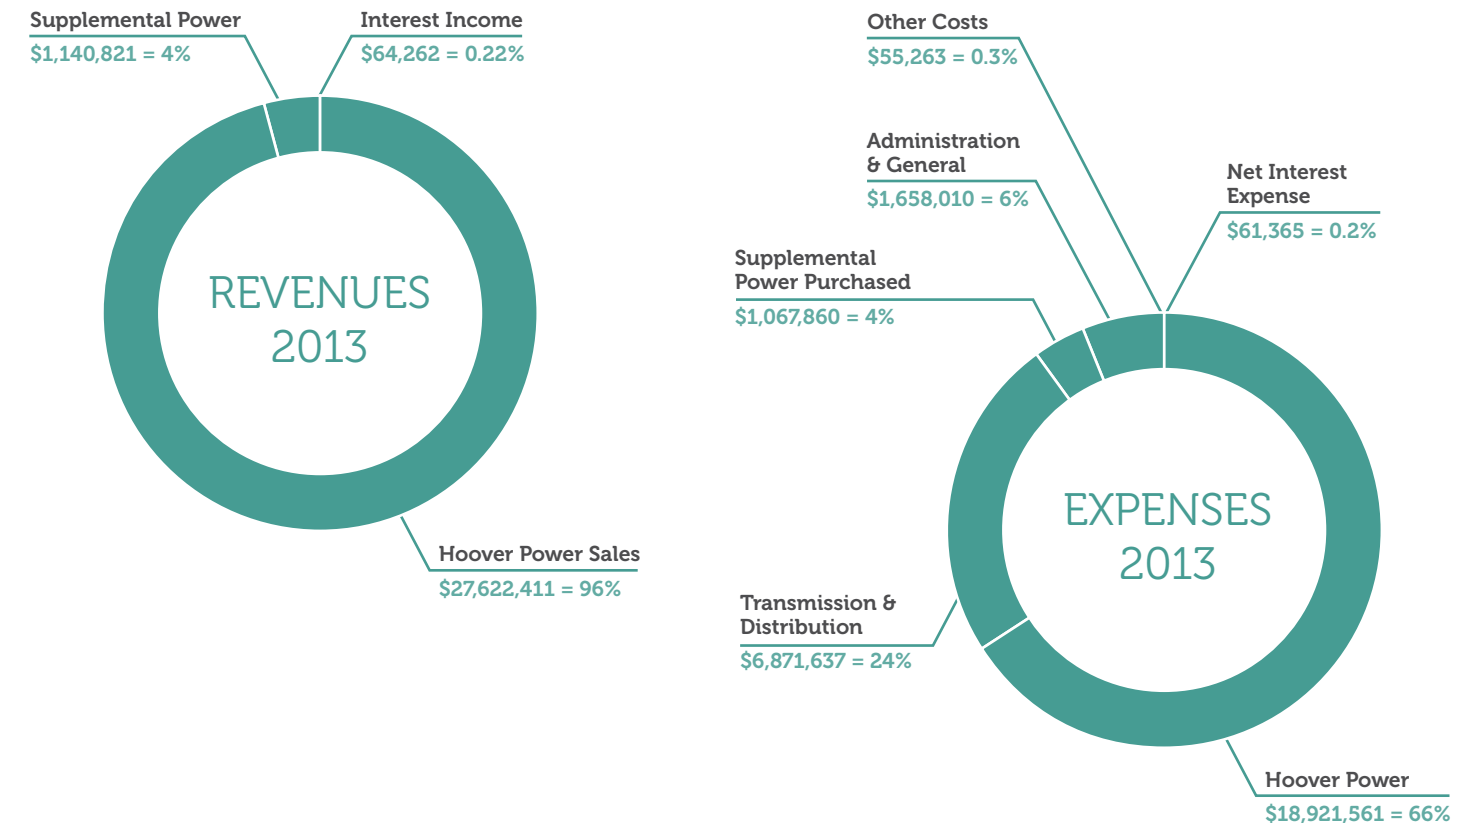 Supplemental Power
$1,140,821 = 4%
Interest Income
$64,262 = 0.22%
REVENUES
2013
Hoover Power Sales
$27,622,411 = 96%
Other Costs
$55,263 = 0.3%
Administration
& General
$1,658,010 = 6%
Net Interest
Expense
$61,365 = 0.2%
Supplemental
Power Purchased
$1,067,860 = 4%
EXPENSES
2013
Transmission &
Distribution
$6,871,637 = 24%
Hoover Power
$18,921,561 = 66%